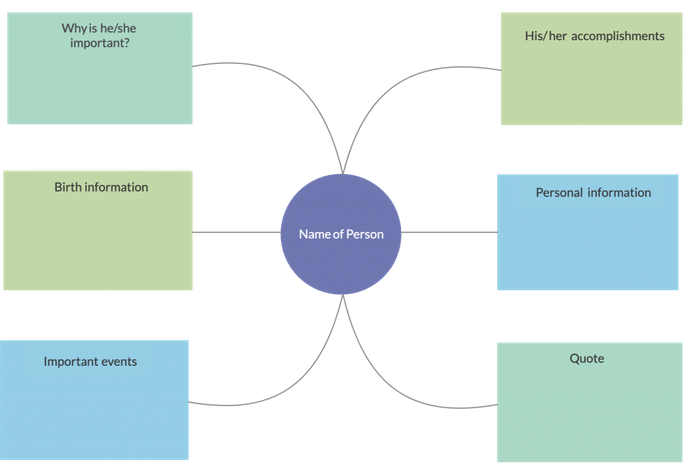 Why is he/she
important?
His/her accomplishments
Birth information
Name of Person
Personal information
Important events
Quote